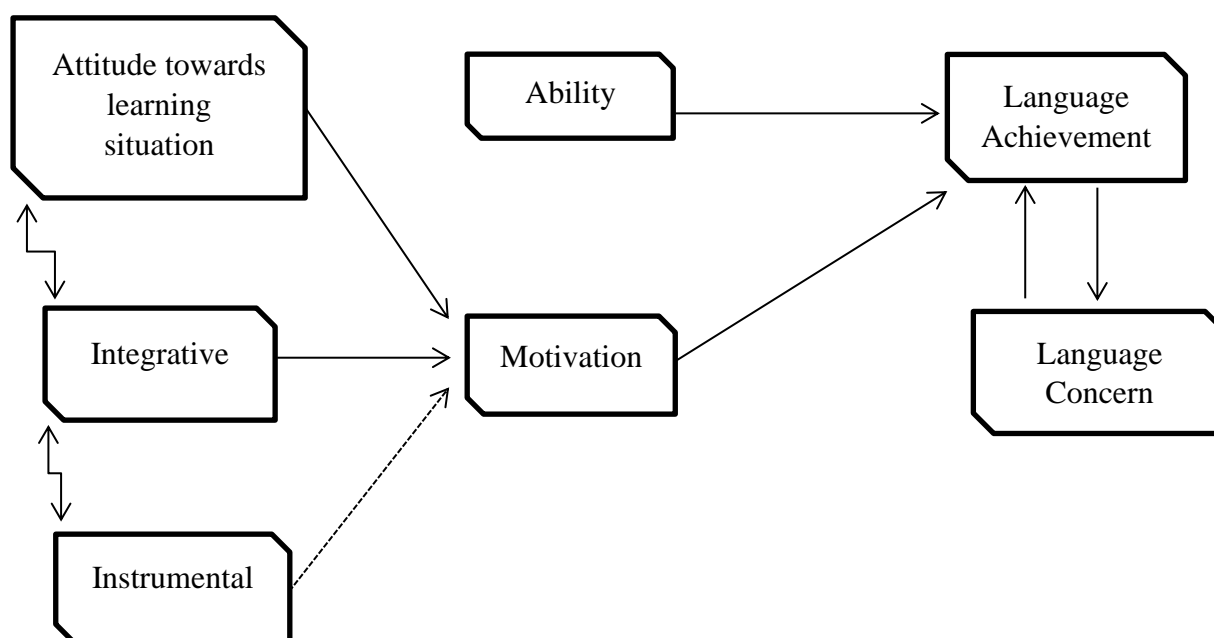 Attitude towards
learning
situation
Ability
Language
Achievement
Integrative
Motivation
Language
Concern
Instrumental